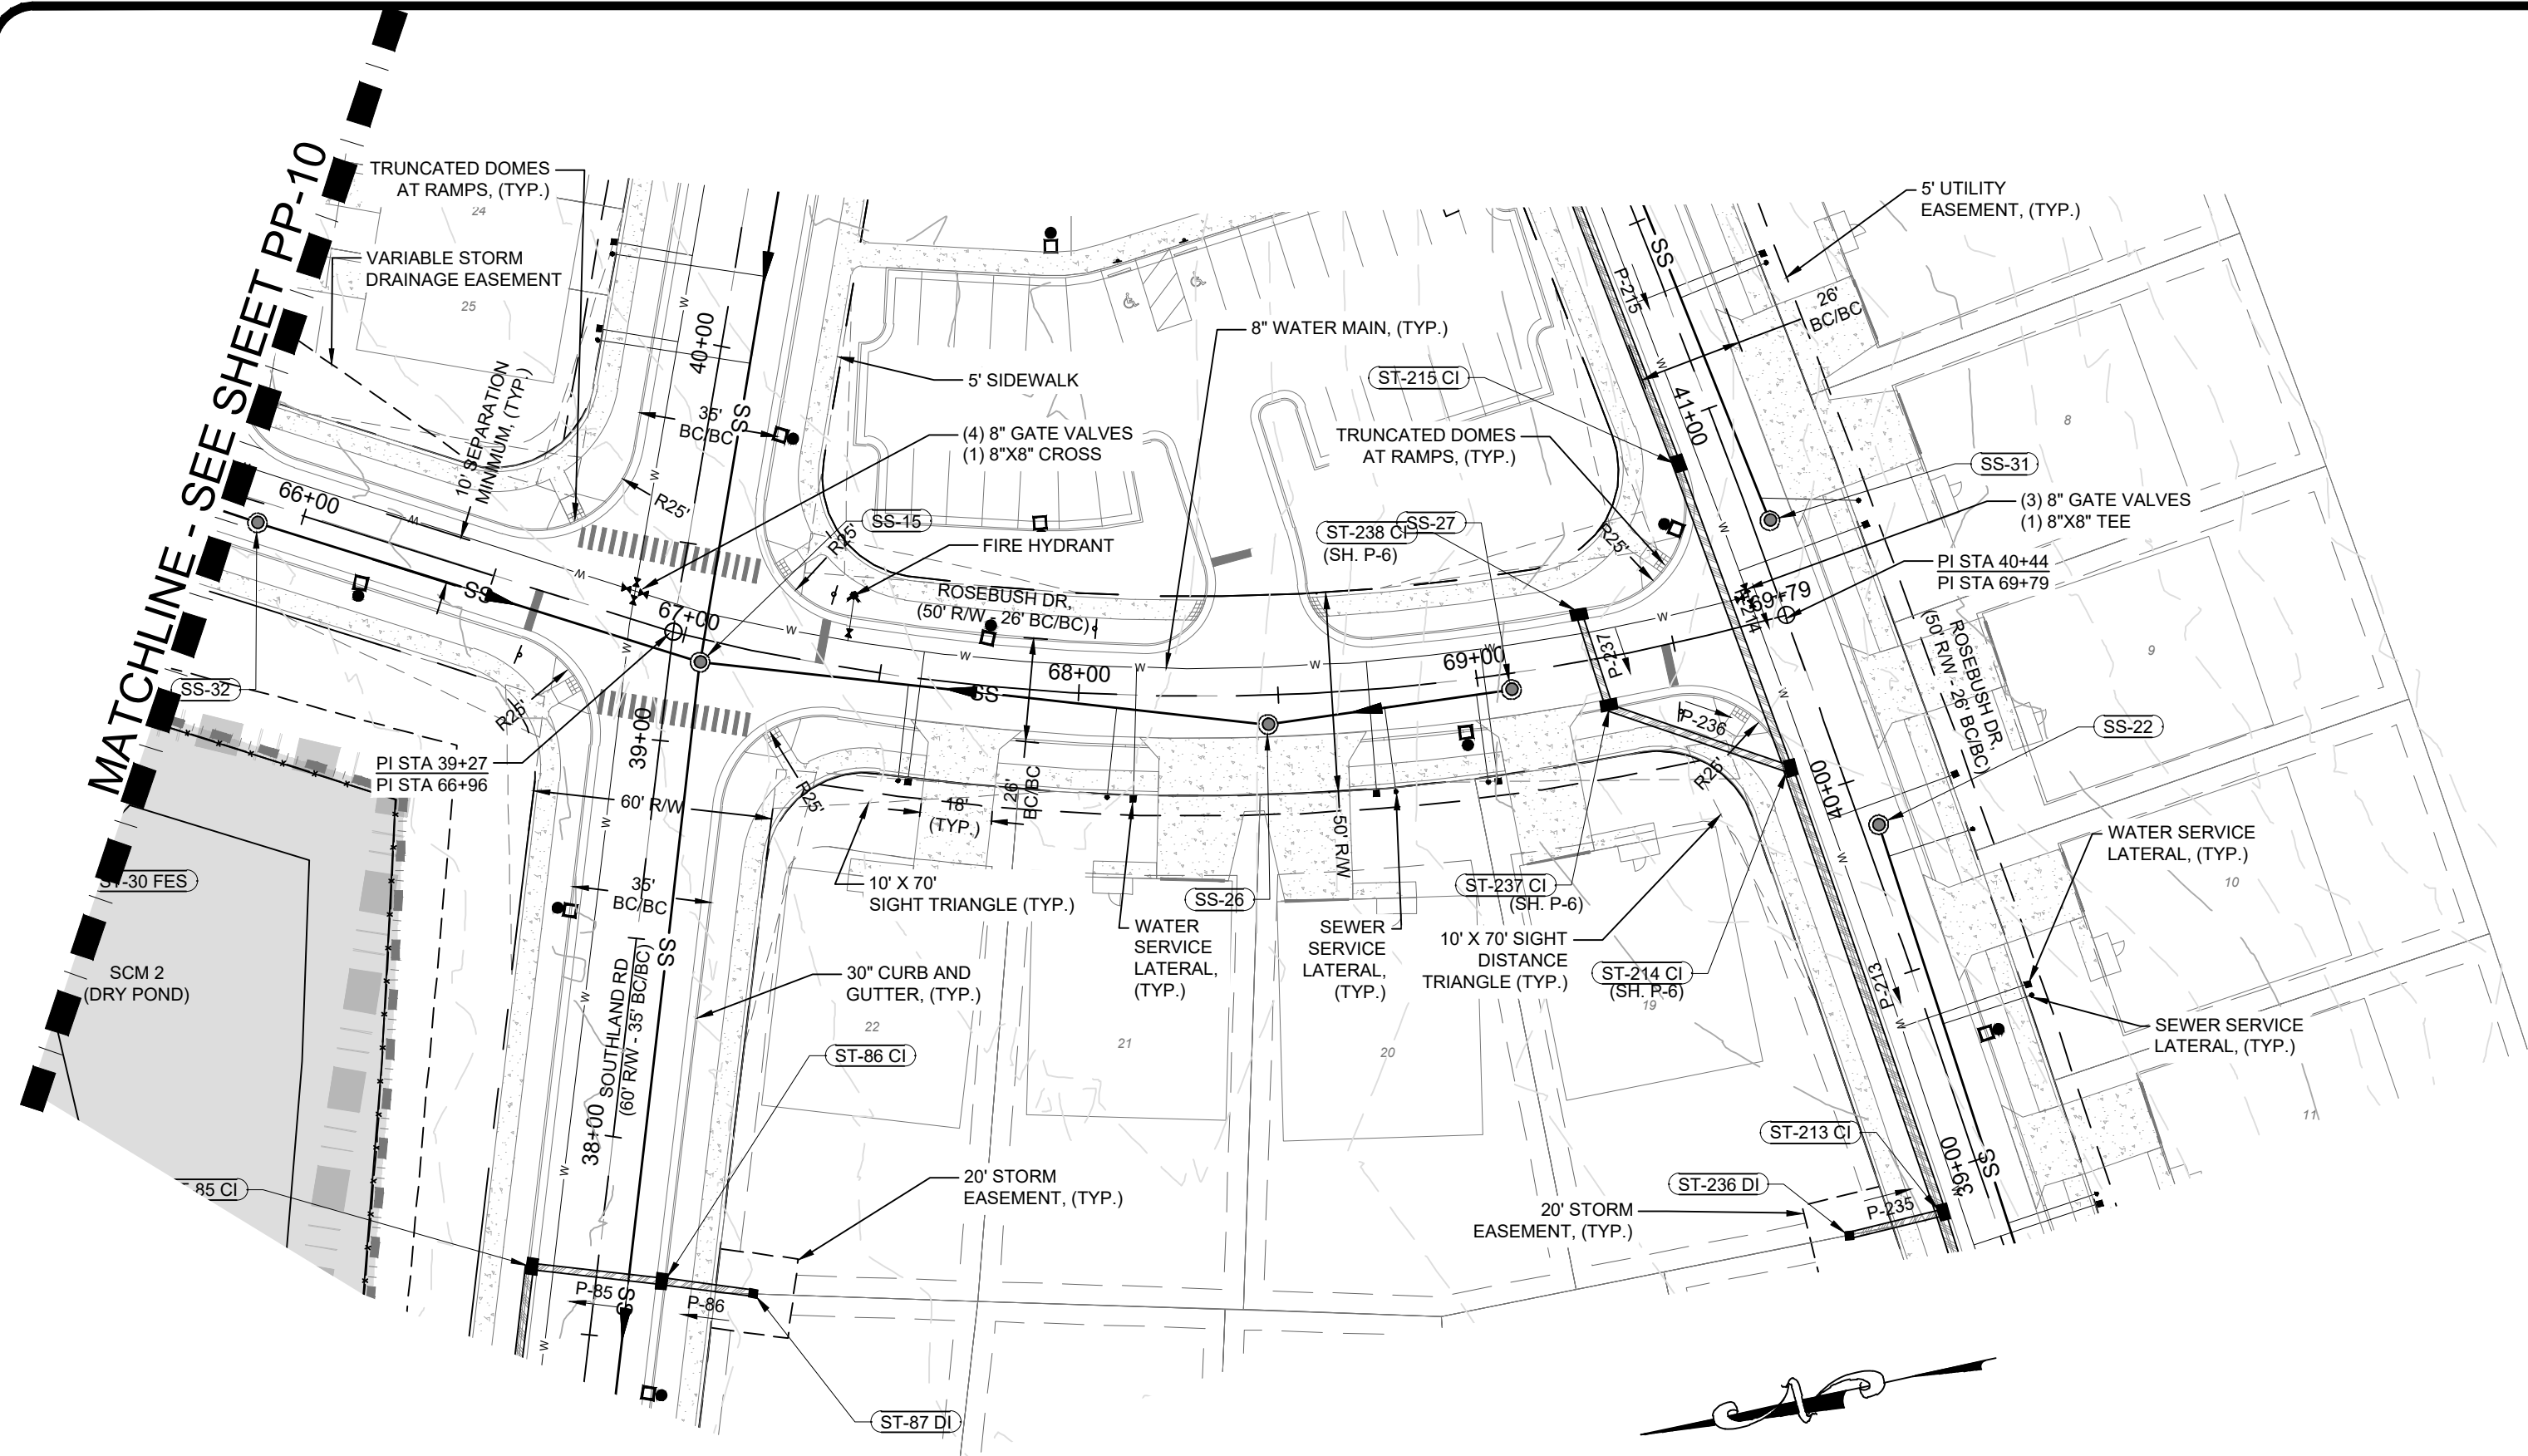 MATCHLINE - SEE SHEET PP-10
TRUNCATED DOMES
AT RAMPS, (TYP.)
24
VARIABLE STORM
DRAINAGE EASEMENT
25
10' SEPARATION
MINIMUM, (TYP.)
40+00
SS
35'
BC/BC
5' SIDEWALK
(4) 8" GATE VALVES
(1) 8"X8" CROSS
8" WATER MAIN, (TYP.)
R25'
SS-15
R25'
FIRE HYDRANT
66+00
SS
67+00
ROSEBUSH DR,
(50' R/W - 26' BC/BC)
SS-32
R25'
PI STA 39+27
PI STA 66+96
39+00
60' R/W
R25'
18'
(TYP.)
26'
BC/BC
68+00
SS
69+00
50' R/W
ST-215 CI
TRUNCATED DOMES
AT RAMPS, (TYP.)
ST-238 CI
(SH. P-6)
SS-27
R25'
P-215
SS
41+00
5' UTILITY
EASEMENT, (TYP.)
26'
BC/BC
8
SS-31
(3) 8" GATE VALVES
(1) 8"X8" TEE
PI STA 40+44
PI STA 69+79
69+79
P-214
P-237
P-236
R25'
ROSEBUSH DR,
(50' R/W - 26' BC/BC)
9
SS-22
40+00
WATER SERVICE
LATERAL, (TYP.)
10
ST-30 FES
SCM 2
(DRY POND)
35'
BC/BC
10' X 70'
SIGHT TRIANGLE (TYP.)
SS-26
WATER
SERVICE
LATERAL,
(TYP.)
SEWER
SERVICE
LATERAL,
(TYP.)
ST-237 CI
(SH. P-6)
10' X 70' SIGHT
DISTANCE
TRIANGLE (TYP.)
ST-214 CI
(SH. P-6)
19
P-213
SEWER SERVICE
LATERAL, (TYP.)
11
SS
30" CURB AND
GUTTER, (TYP.)
22
21
20
ST-86 CI
SOUTHLAND RD
(60' R/W - 35' BC/BC)
38+00
85 CI
20' STORM
EASEMENT, (TYP.)
ST-213 CI
ST-236 DI
20' STORM
EASEMENT, (TYP.)
P-235
39+00
SS
P-85
SS
P-86
ST-87 DI
N